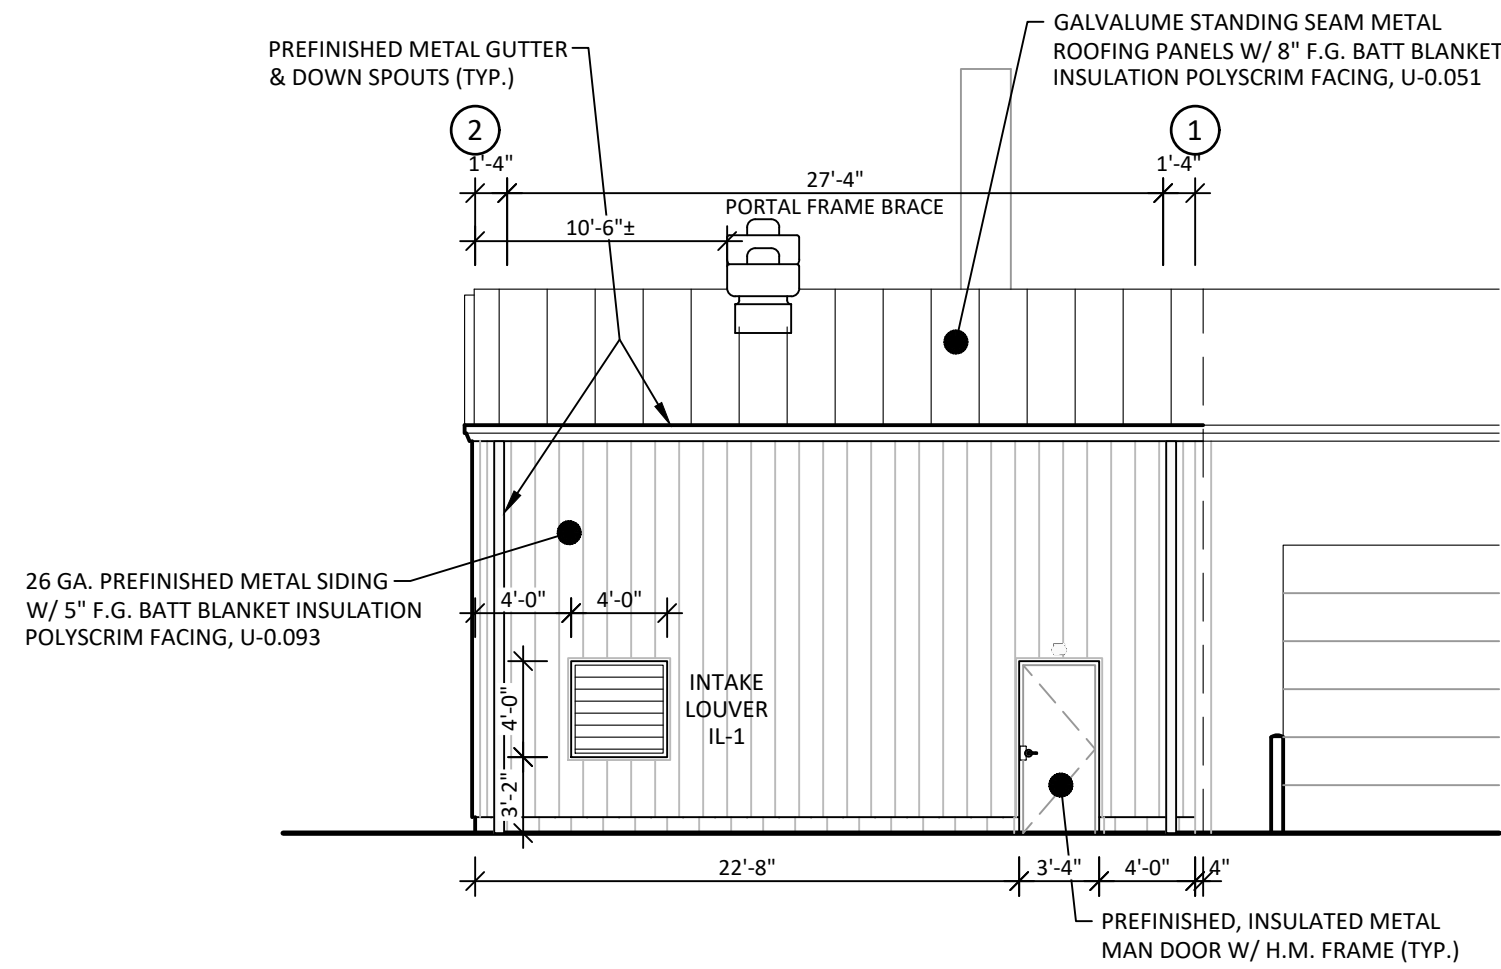 GALVALUME STANDING SEAM METAL
ROOFING PANELS W/ 8" F.G. BATT BLANKET
INSULATION POLYSCRIM FACING, U-0.051
PREFINISHED METAL GUTTER
& DOWN SPOUTS (TYP.)
2
1
1'-4"
27'-4"
1'-4"
PORTAL FRAME BRACE
10'-6"±
26 GA. PREFINISHED METAL SIDING
W/ 5" F.G. BATT BLANKET INSULATION
POLYSCRIM FACING, U-0.093
4'-0"
4'-0"
4'-0"
3'-2"
INTAKE
LOUVER
IL-1
22'-8"
3'-4"
4'-0"
4"
PREFINISHED, INSULATED METAL
MAN DOOR W/ H.M. FRAME (TYP.)